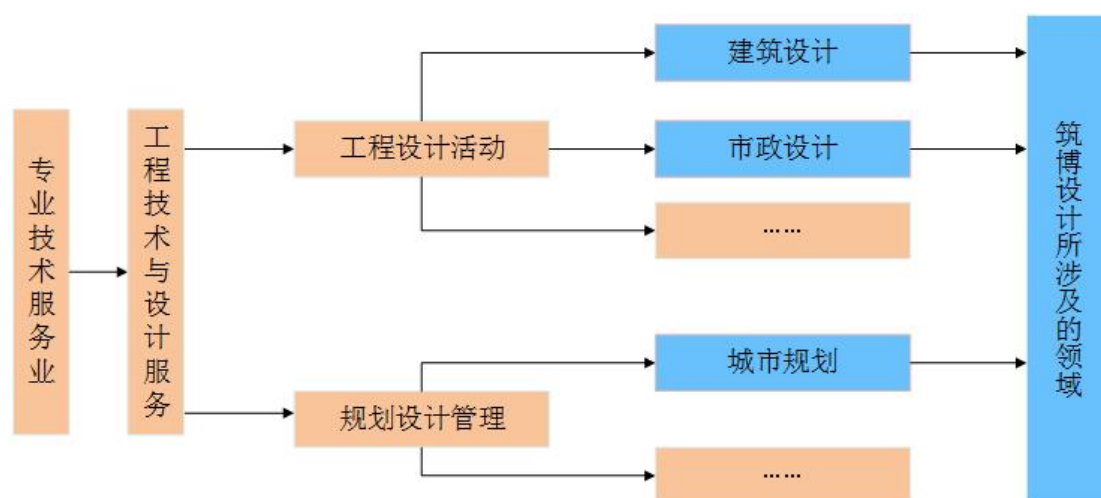 专业技术服务业
工程技术与设计服务
工程设计活动
建筑设计
市政设计
……
规划设计管理
城市规划
……
筑博设计所涉及的领域